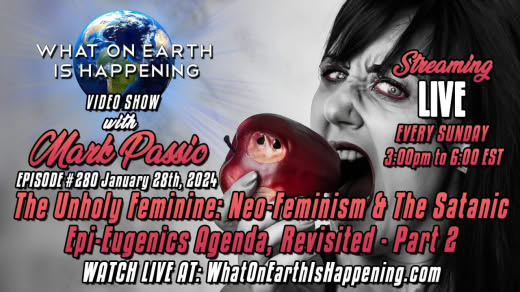 WHAT ON EARTH
IS HAPPENING
VIDEO SHOW
with
Mark Passio
EPISODE #280 January 28th, 2024
Streaming
LIVE
EVERY SUNDAY
3:00pm to 6:00 EST
The Unholy Feminine: Neo-Feminism & The Satanic
Epi-Eugenics Agenda, Revisited - Part 2
WATCH LIVE AT: WhatOnEarthIsHappening.com